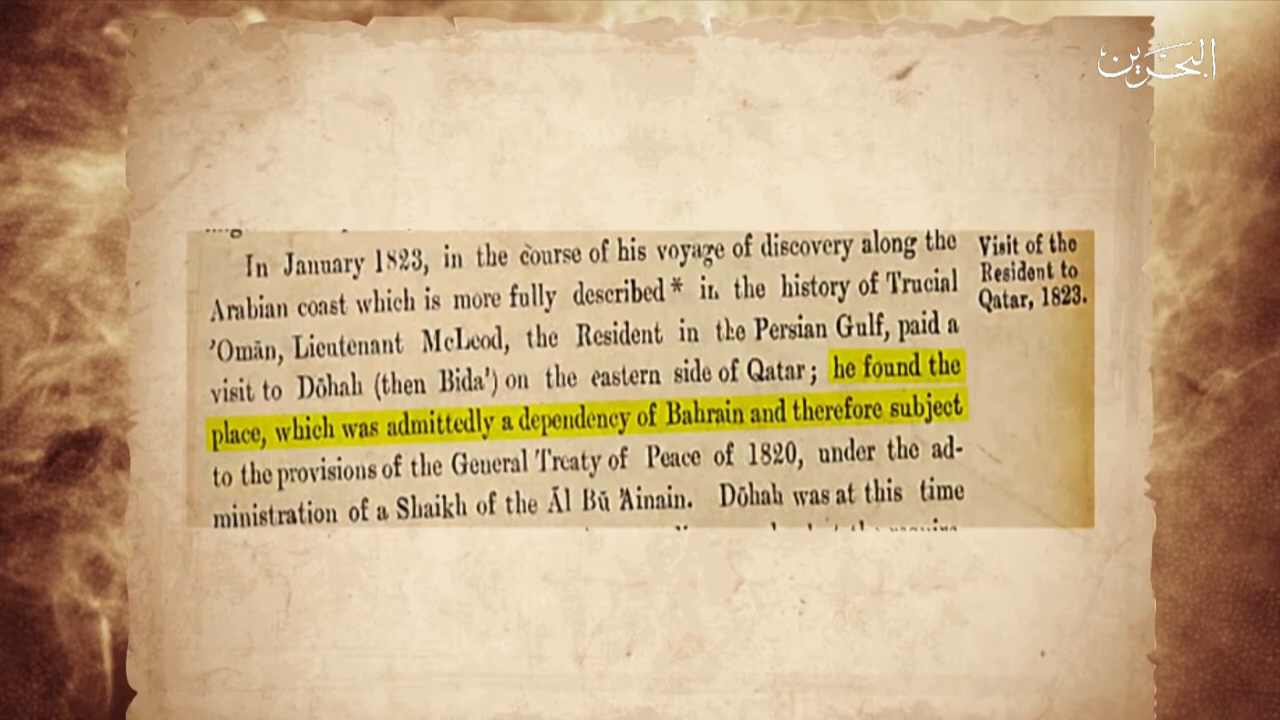 البحرين
In January 1823, in the course of his voyage of discovery along the
Arabian coast which is more fully described* in the history of Trucial
'Omān, Lieutenant McLeod, the Resident in the Persian Gulf, paid a
visit to Dōhah (then Bida') on the eastern side of Qatar; he found the
place, which was admittedly a dependency of Bahrain and therefore subject
to the provisions of the General Treaty of Peace of 1820, under the ad-
ministration of a Shaikh of the Āl Bū 'Ainain. Dōhah was at this time
Visit of the
Resident to
Qatar, 1823.